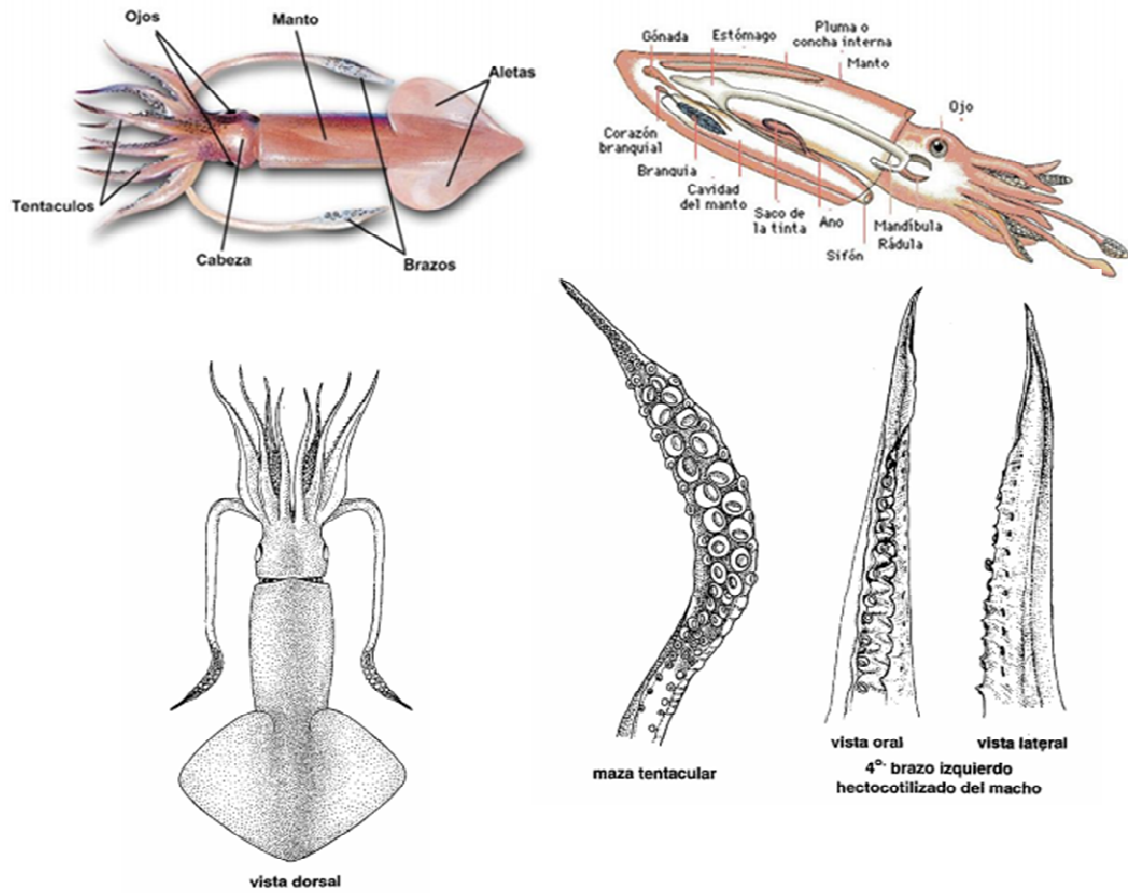 Ojos
Manto
Aletas
Tentaculos
Cabeza
Brazos
Gónada
Estómago
Pluma o
concha interna
Manto
Ojo
Corazón
branquial
Branquia
Cavidad
del manto
Saco de
la tinta
Ano
Sifón
Mandíbula
Rádula
vista dorsal
maza tentacular
vista oral
vista lateral
4º. brazo izquierdo
hectocotilizado del macho